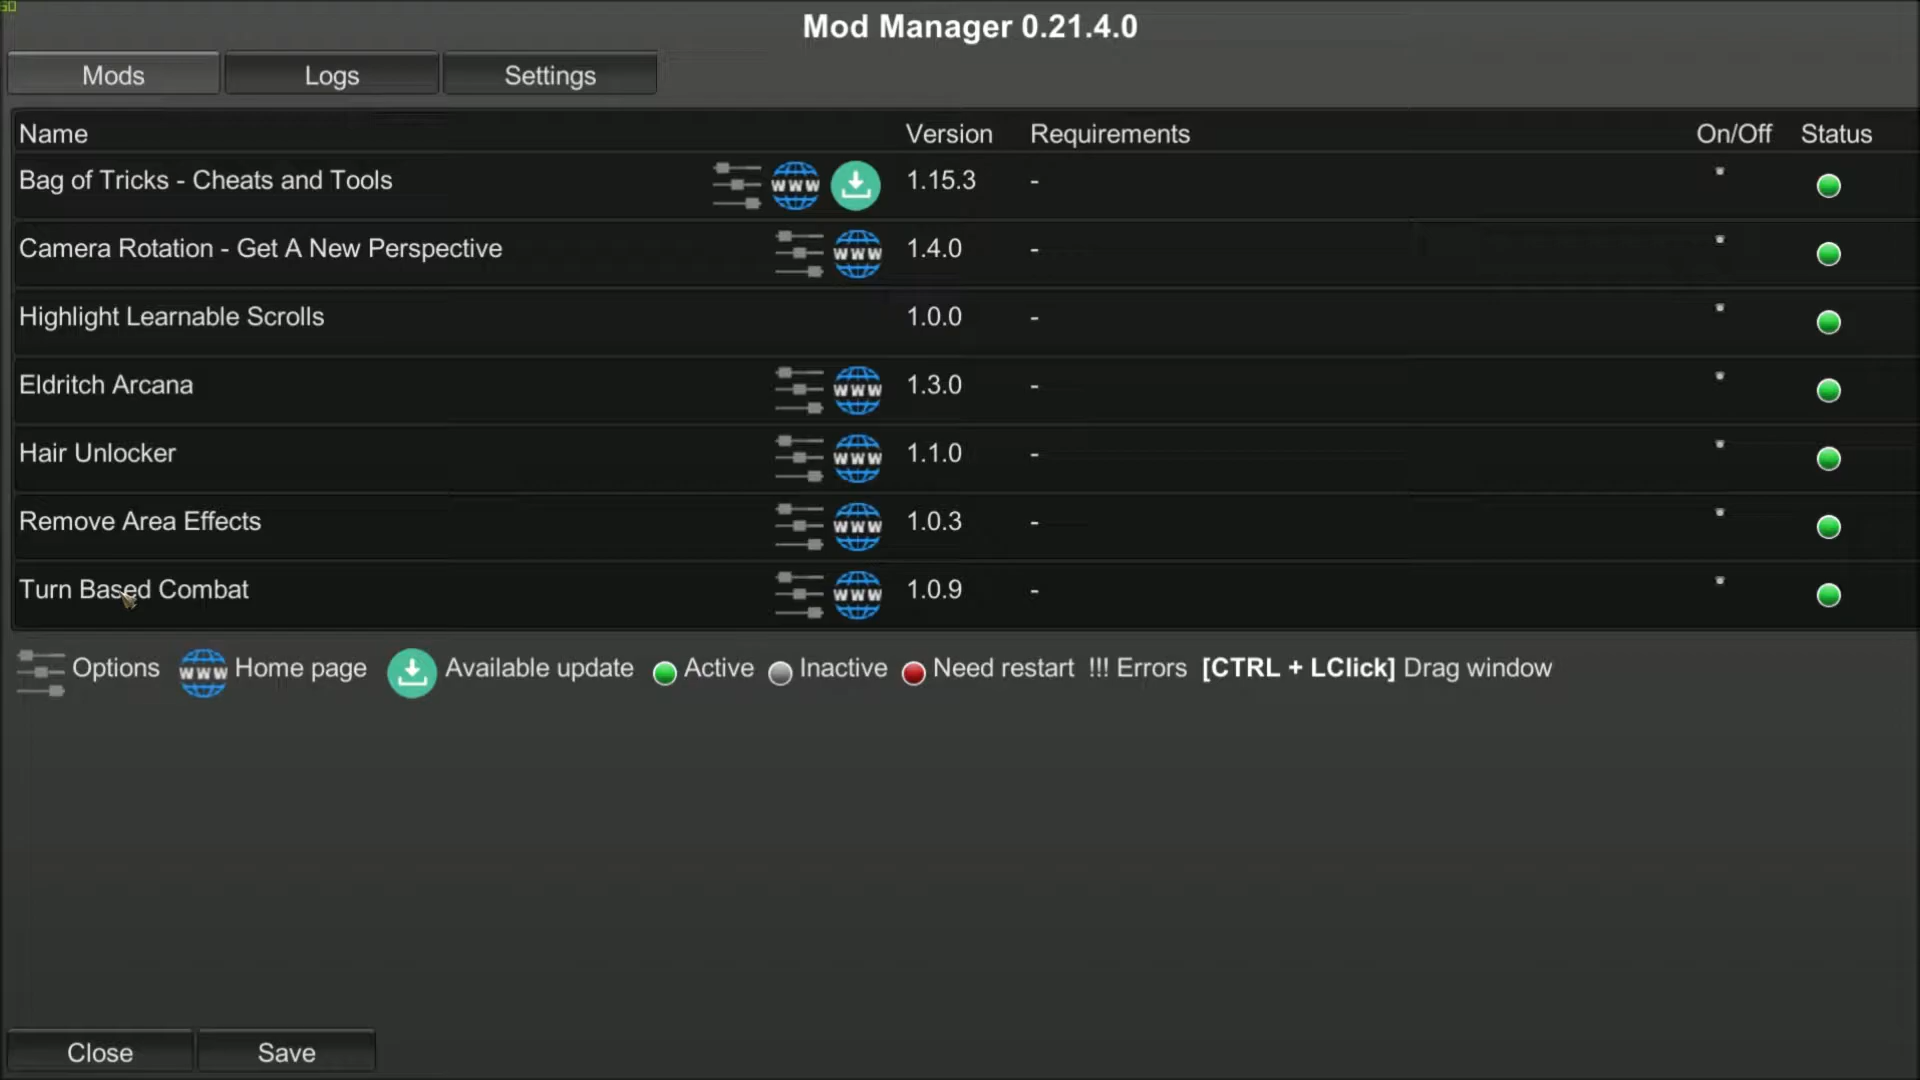 60
Mod Manager 0.21.4.0
Mods Logs Settings
Name Version Requirements On/Off Status
Bag of Tricks - Cheats and Tools WWW 1.15.3 -
Camera Rotation - Get A New Perspective WWW 1.4.0 -
Highlight Learnable Scrolls 1.0.0 -
Eldritch Arcana WWW 1.3.0 -
Hair Unlocker WWW 1.1.0 -
Remove Area Effects WWW 1.0.3 -
Turn Based Combat WWW 1.0.9 -
Options WWW Home page Available update Active Inactive Need restart !!! Errors [CTRL + LClick] Drag window
Close Save